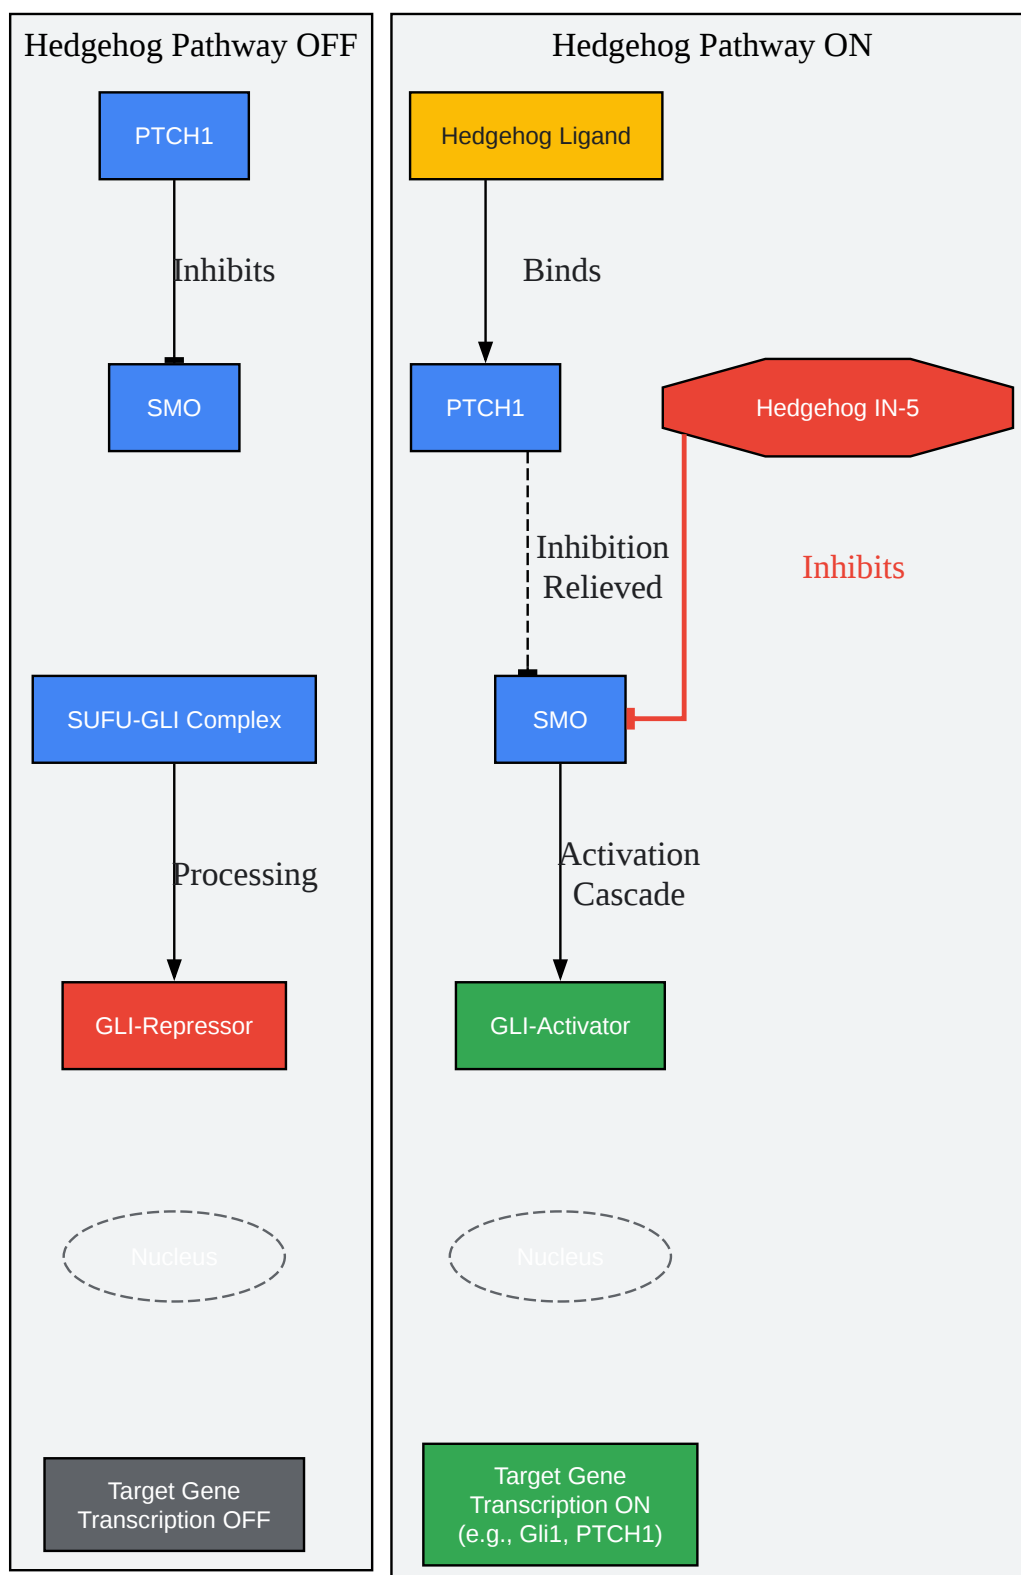 Hedgehog Pathway OFF
PTCH1
Inhibits
SMO
SUFU-GLI Complex
Processing
GLI-Repressor
Nucleus
Target Gene
Transcription OFF
Hedgehog Pathway ON
Hedgehog Ligand
Binds
PTCH1
Hedgehog IN-5
Inhibition
Relieved
Inhibits
SMO
Activation
Cascade
GLI-Activator
Nucleus
Target Gene
Transcription ON
(e.g., Gli1, PTCH1)